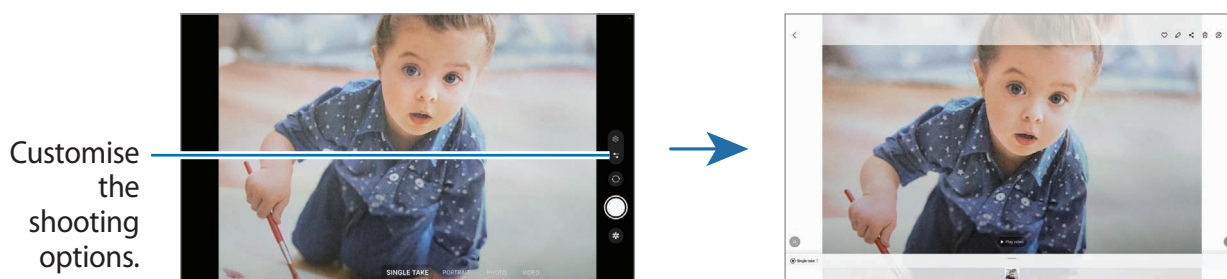 Customise
the
shooting
options.
SINGLE TAKE PORTRAIT PHOTO VIDEO
Play video
Single take